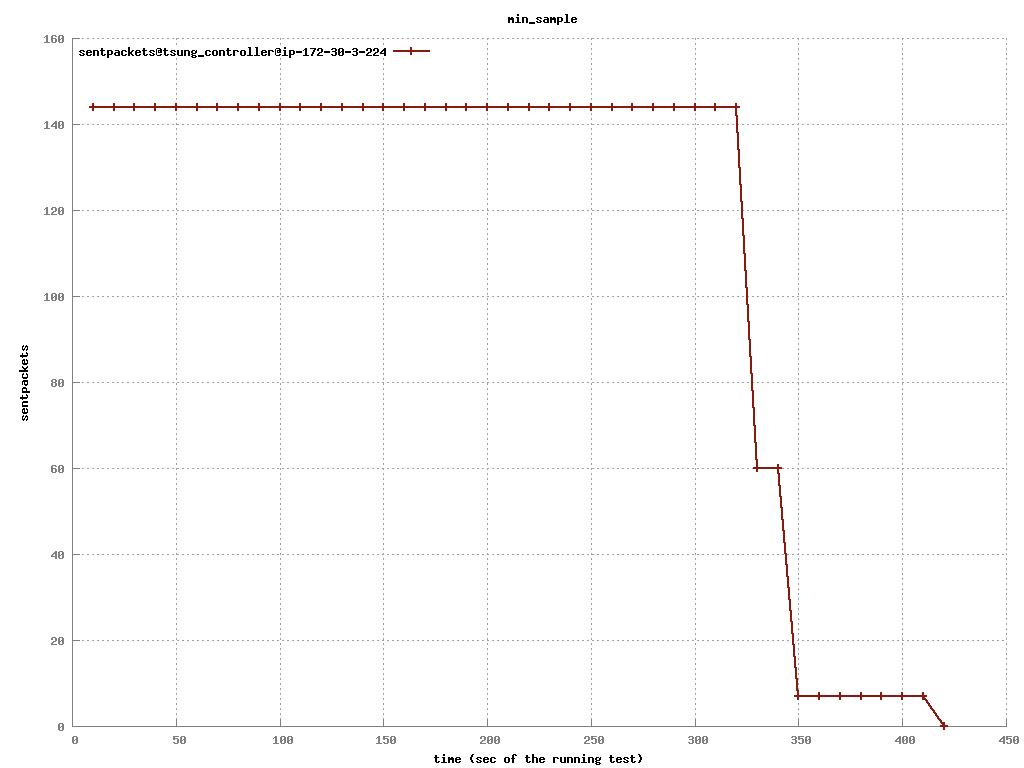 min_sample
160
sentpackets@tsung_controller@ip-172-30-3-224
140
120
100
80
60
40
20
0
sentpackets
0 50 100 150 200 250 300 350 400 450
time (sec of the running test)